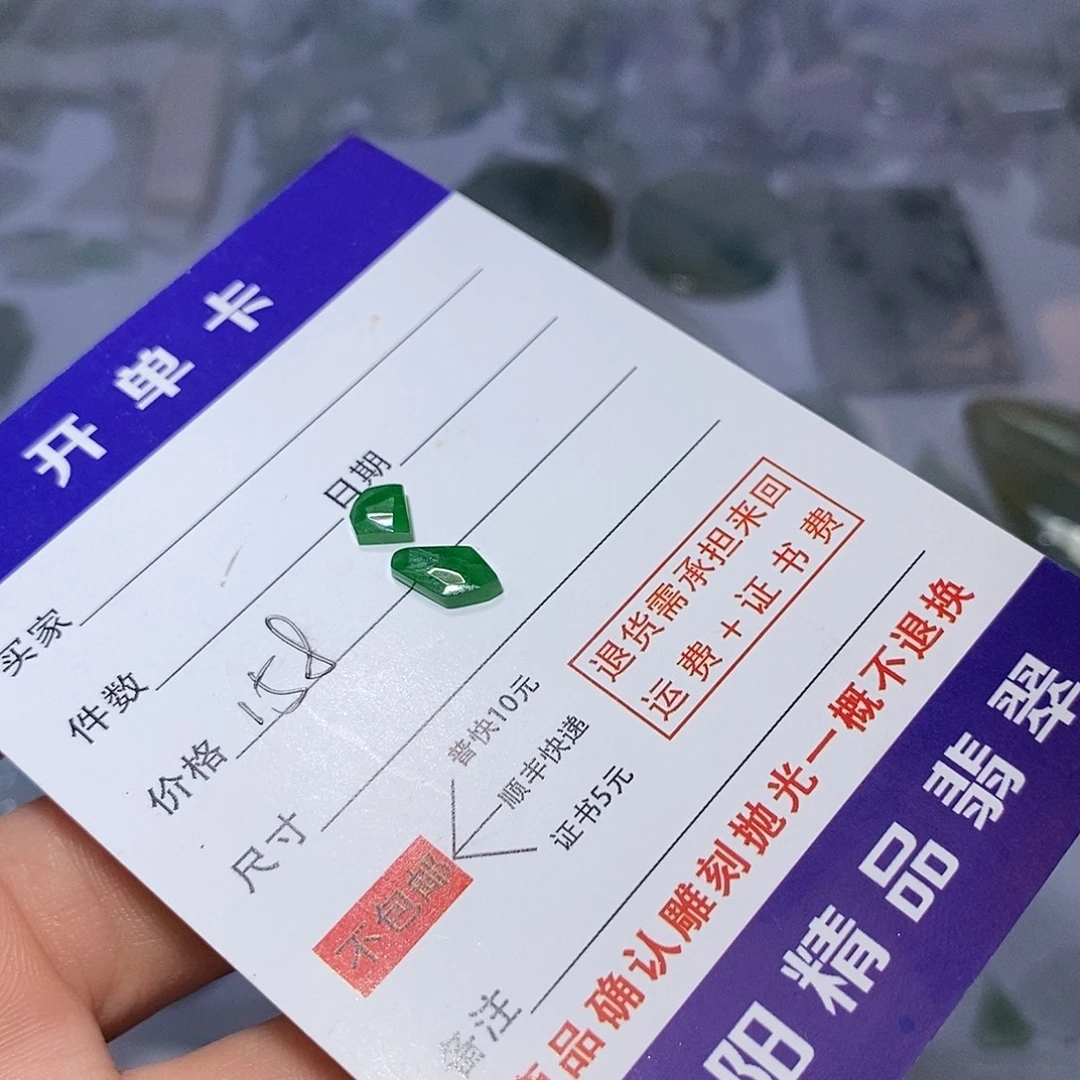 开单卡
买家
件数
日期
价格 158
尺寸
普快10元
顺丰快递
证书5元
不包邮
退货需承担来回
运费+证书费
备注
商品确认雕刻抛光一概不退换
阳精品翡翠